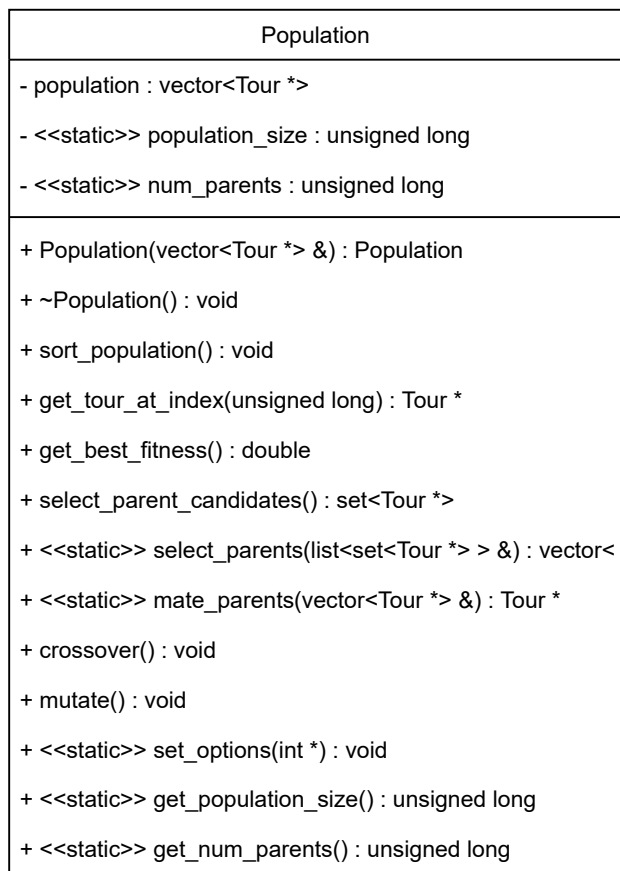 Population
- population : vector<Tour *>
- <<static>> population_size : unsigned long
- <<static>> num_parents : unsigned long
+ Population(vector<Tour *> &) : Population
+ ~Population() : void
+ sort_population() : void
+ get_tour_at_index(unsigned long) : Tour *
+ get_best_fitness() : double
+ select_parent_candidates() : set<Tour *>
+ <<static>> select_parents(list<set<Tour *> > &) : vector<
+ <<static>> mate_parents(vector<Tour *> &) : Tour *
+ crossover() : void
+ mutate() : void
+ <<static>> set_options(int *) : void
+ <<static>> get_population_size() : unsigned long
+ <<static>> get_num_parents() : unsigned long